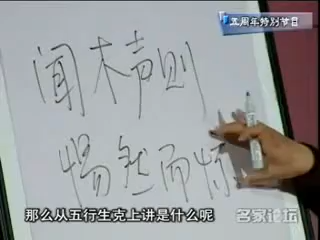 五周年特别节目
闻木声则
惕然而惊
那么从五行生克上讲是什么呢
名家论坛